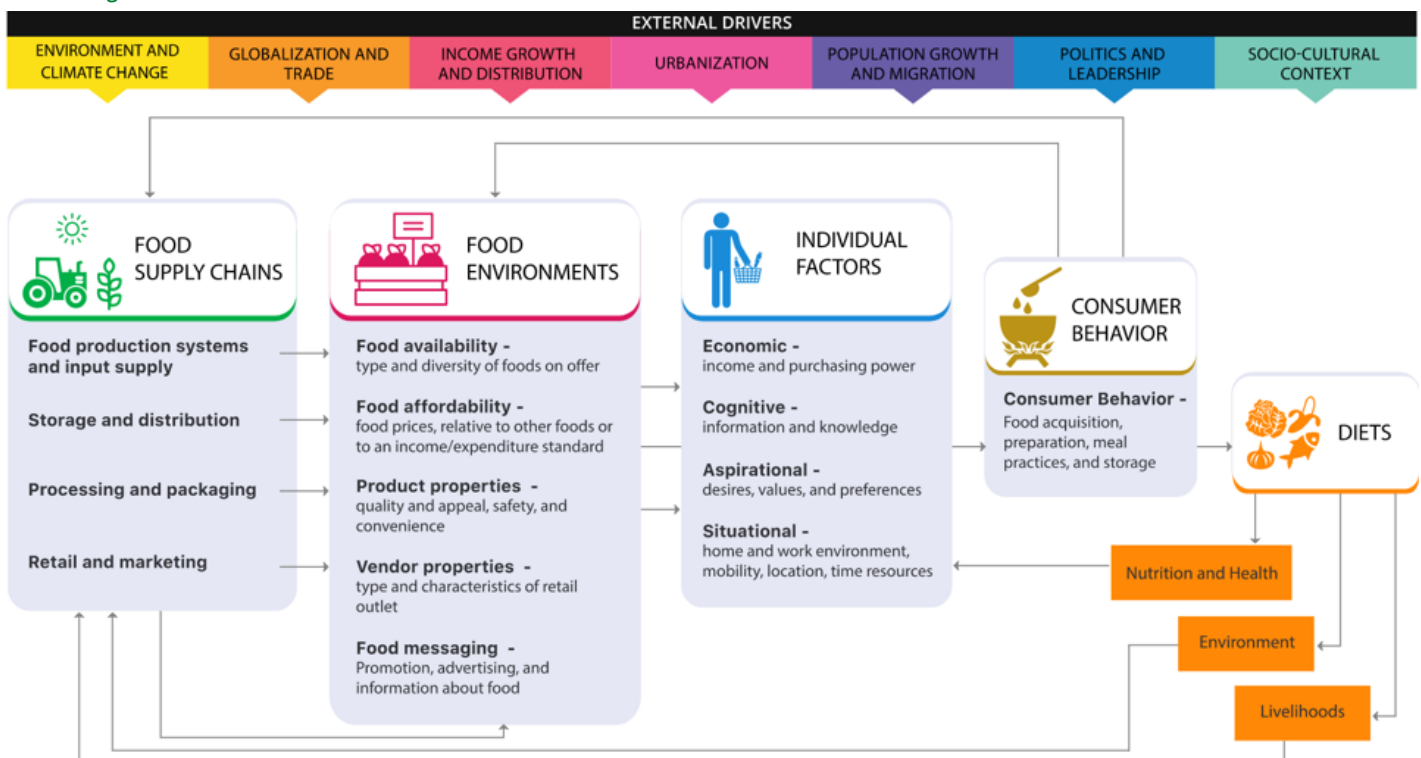 EXTERNAL DRIVERS
ENVIRONMENT AND
CLIMATE CHANGE
GLOBALIZATION AND
TRADE
INCOME GROWTH
AND DISTRIBUTION
URBANIZATION
POPULATION GROWTH
AND MIGRATION
POLITICS AND
LEADERSHIP
SOCIO-CULTURAL
CONTEXT
FOOD
SUPPLY CHAINS
Food production systems
and input supply
Storage and distribution
Processing and packaging
Retail and marketing
FOOD
ENVIRONMENTS
Food availability -
type and diversity of foods on offer
Food affordability -
food prices, relative to other foods or
to an income/expenditure standard
Product properties -
quality and appeal, safety, and
convenience
Vendor properties -
type and characteristics of retail
outlet
Food messaging -
Promotion, advertising, and
information about food
INDIVIDUAL
FACTORS
Economic -
income and purchasing power
Cognitive -
information and knowledge
Aspirational -
desires, values, and preferences
Situational -
home and work environment,
mobility, location, time resources
CONSUMER
BEHAVIOR
Consumer Behavior -
Food acquisition,
preparation, meal
practices, and storage
DIETS
Nutrition and Health
Environment
Livelihoods